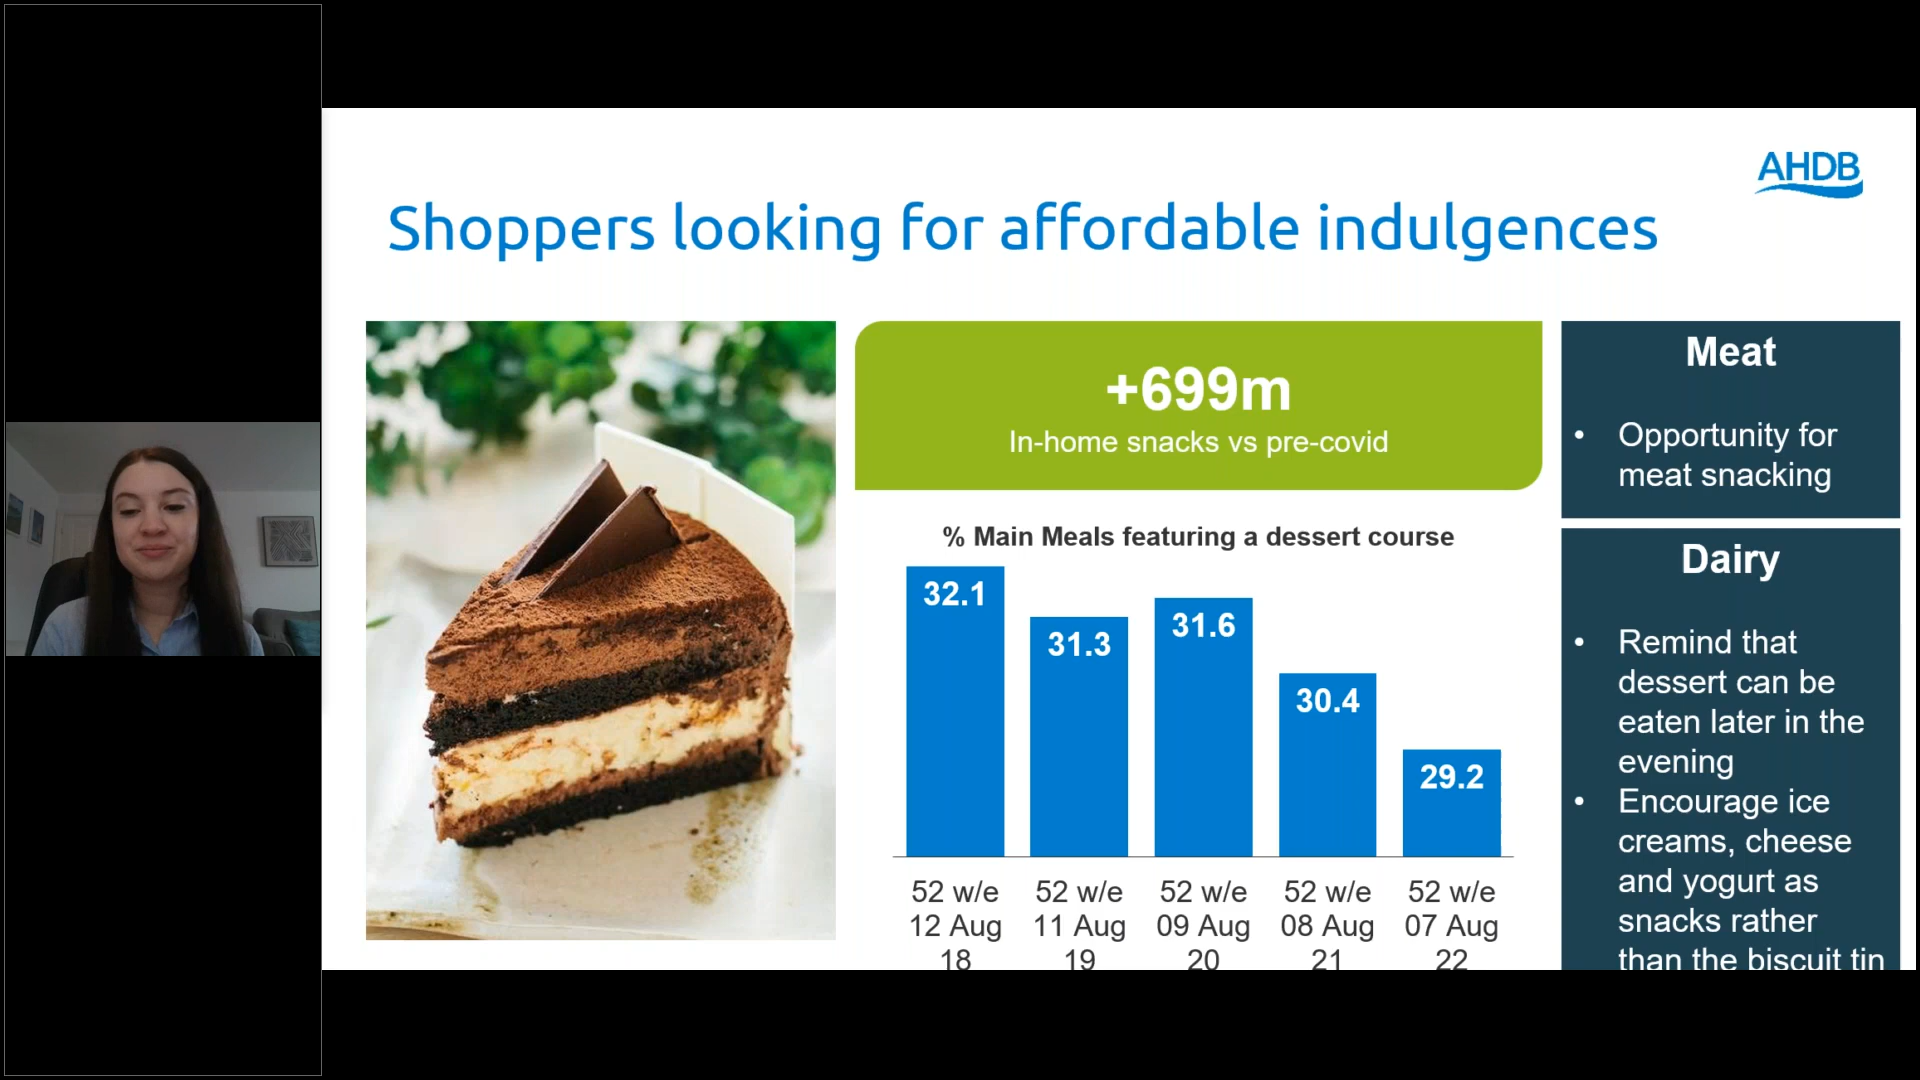 AHDB
Shoppers looking for affordable indulgences
+699m
In-home snacks vs pre-covid
% Main Meals featuring a dessert course
32.1
31.3
31.6
30.4
29.2
52 w/e
12 Aug
18
52 w/e
11 Aug
19
52 w/e
09 Aug
20
52 w/e
08 Aug
21
52 w/e
07 Aug
22
Meat
• Opportunity for
meat snacking
Dairy
• Remind that
dessert can be
eaten later in the
evening
• Encourage ice
creams, cheese
and yogurt as
snacks rather
than the biscuit tin